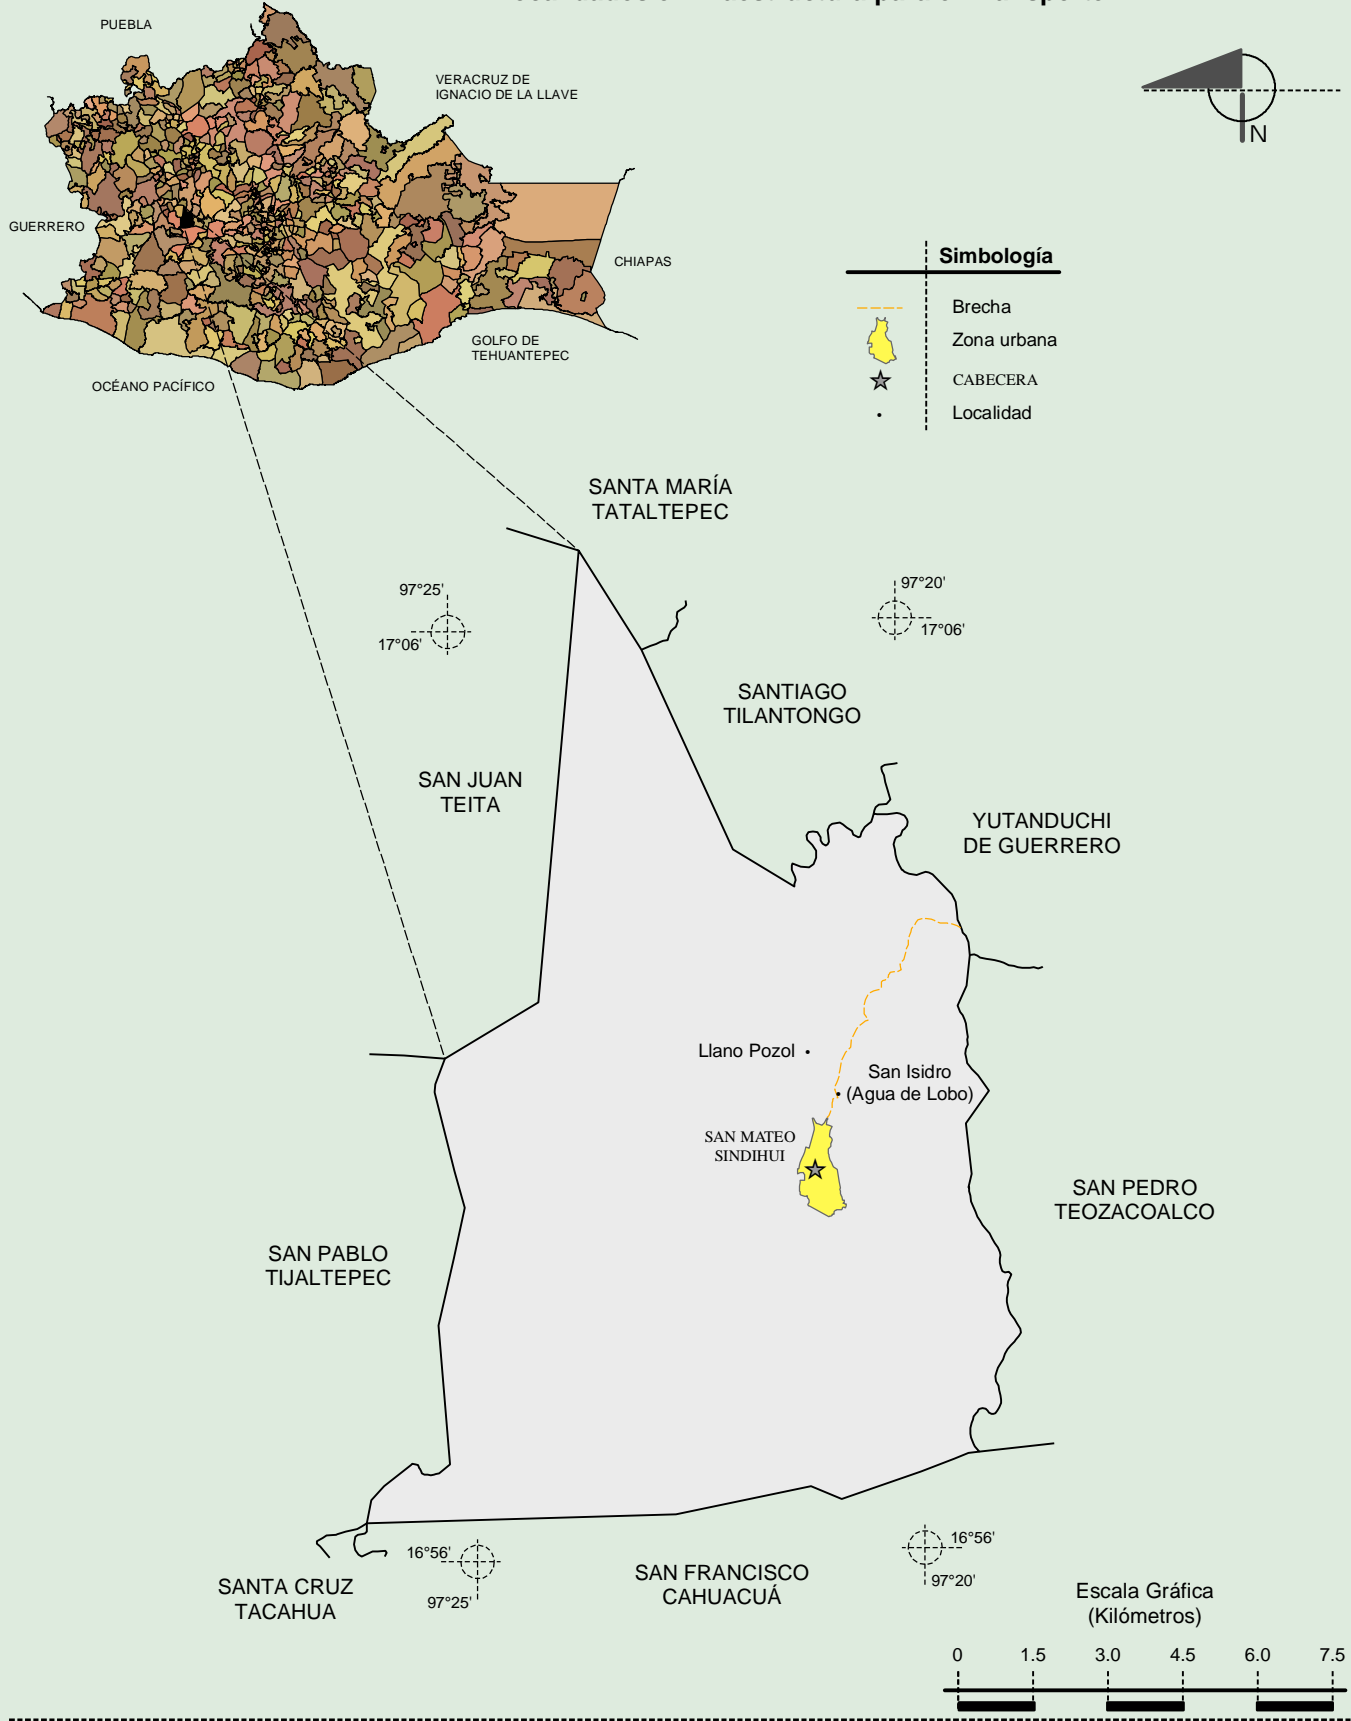 PUEBLA
VERACRUZ DE
IGNACIO DE LA LLAVE
N
GUERRERO
CHIAPAS
GOLFO DE
TEHUANTEPEC
OCÉANO PACÍFICO
Simbología
Brecha
Zona urbana
CABECERA
Localidad
SANTA MARÍA
TATALTEPEC
97°25'
17°06'
97°20'
17°06'
SANTIAGO
TILANTONGO
SAN JUAN
TEITA
YUTANDUCHI
DE GUERRERO
Llano Pozol
San Isidro
(Agua de Lobo)
SAN MATEO
SINDIHUI
SAN PEDRO
TEOZACOALCO
SAN PABLO
TIJALTEPEC
16°56'
97°25'
16°56'
97°20'
SANTA CRUZ
TACAHUA
SAN FRANCISCO
CAHUACUÁ
Escala Gráfica
(Kilómetros)
0 1.5 3.0 4.5 6.0 7.5